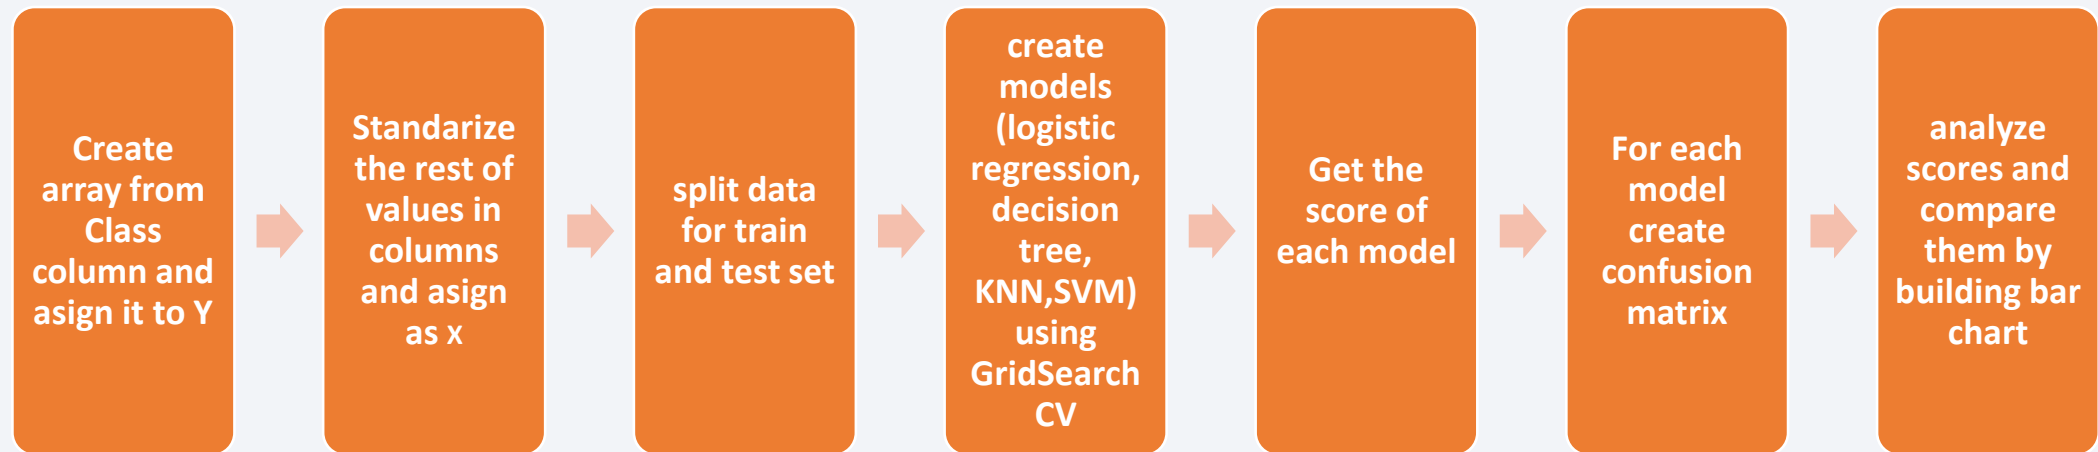 Create
array from
Class
column and
asign it to Y
Standarize
the rest of
values in
columns
and asign
as x
split data
for train
and test set
create
models
(logistic
regression,
decision
tree,
KNN,SVM)
using
GridSearch
CV
Get the
score of
each model
For each
model
create
confusion
matrix
analyze
scores and
compare
them by
building bar
chart